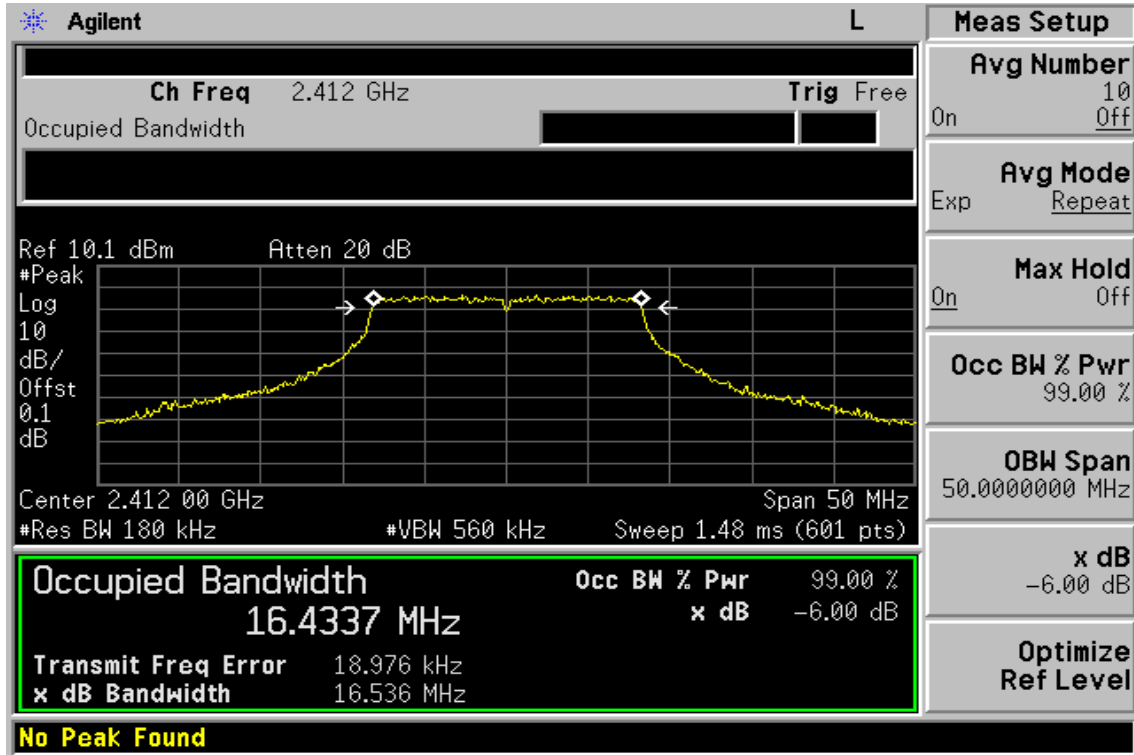 Agilent L Meas Setup
Ch Freq 2.412 GHz Trig Free
Occupied Bandwidth
Ref 10.1 dBm Atten 20 dB
#Peak
Log
10
dB/
Offst
0.1
dB
Center 2.412 00 GHz Span 50 MHz
#Res BW 180 kHz #VBW 560 kHz Sweep 1.48 ms (601 pts)
Occupied Bandwidth Occ BW % Pwr 99.00 %
16.4337 MHz x dB -6.00 dB
Transmit Freq Error 18.976 kHz
x dB Bandwidth 16.536 MHz
No Peak Found
Avg Number
10
On Off
Avg Mode
Exp Repeat
Max Hold
On Off
Occ BW % Pwr
99.00 %
OBW Span
50.0000000 MHz
x dB
-6.00 dB
Optimize
Ref Level